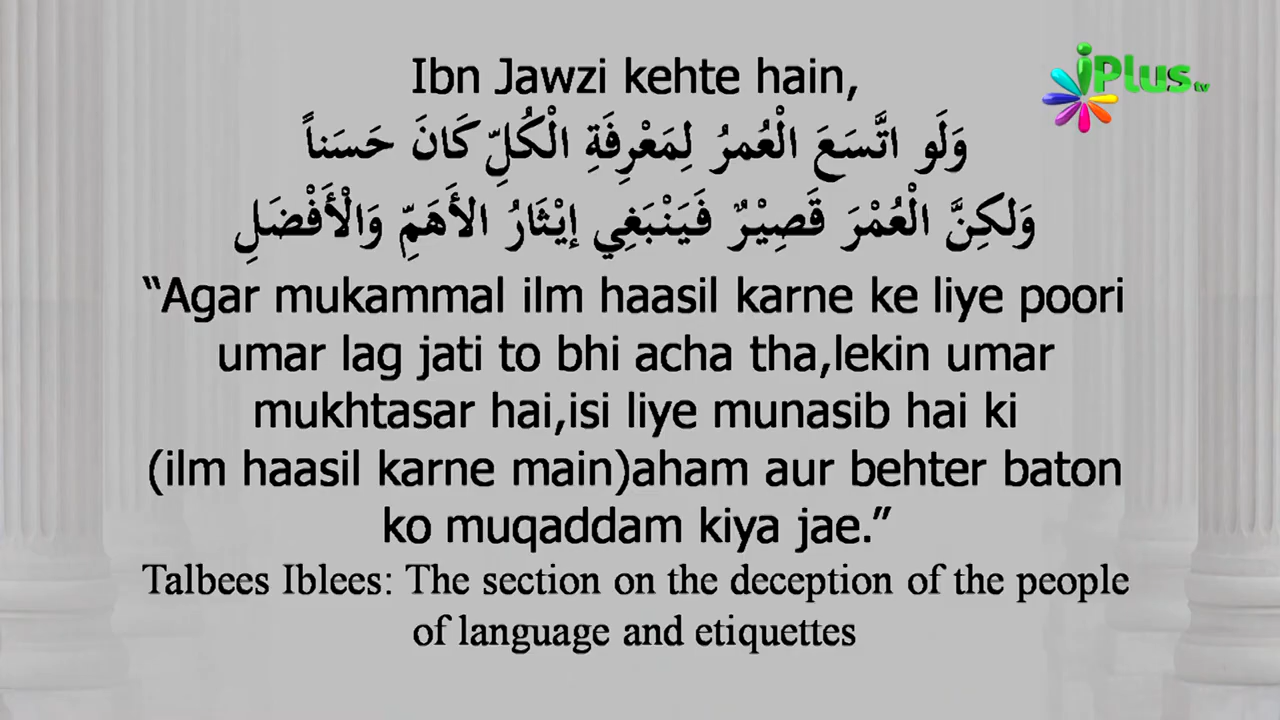 Ibn Jawzi kehte hain,
iPlus tv
وَلَو اتَّسَعَ الْعُمرُ لِمَعْرِفَةِ الْكُلِّ كَانَ حَسَناً
وَلكِنَّ الْعُمْرَ قَصِيْرٌ فَيَنْبَغِي إيْثَارُ الأَهَمِّ وَالْأَفْضَلِ
“Agar mukammal ilm haasil karne ke liye poori
umar lag jati to bhi acha tha,lekin umar
mukhtasar hai,isi liye munasib hai ki
(ilm haasil karne main)aham aur behter baton
ko muqaddam kiya jae.”
Talbees Iblees: The section on the deception of the people
of language and etiquettes